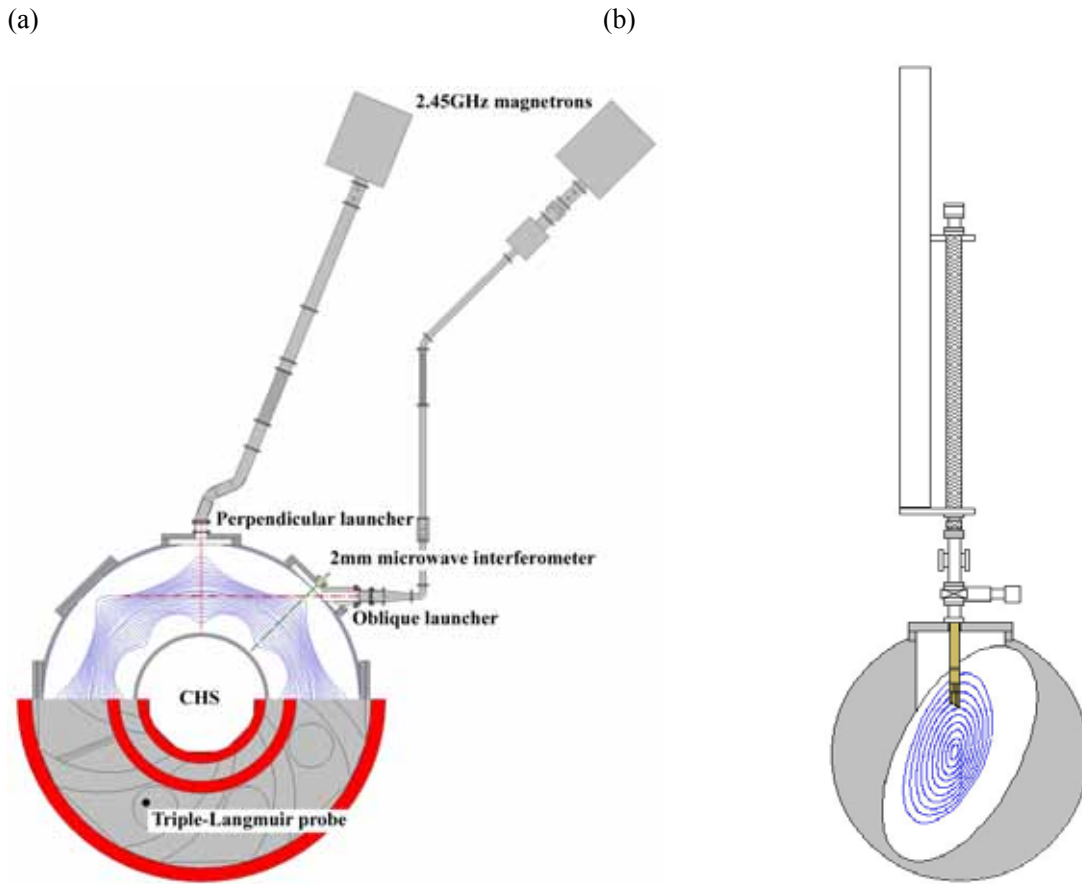 (a)
(b)
2.45GHz magnetrons
Perpendicular launcher
2mm microwave interferometer
Oblique launcher
CHS
Triple-Langmuir probe